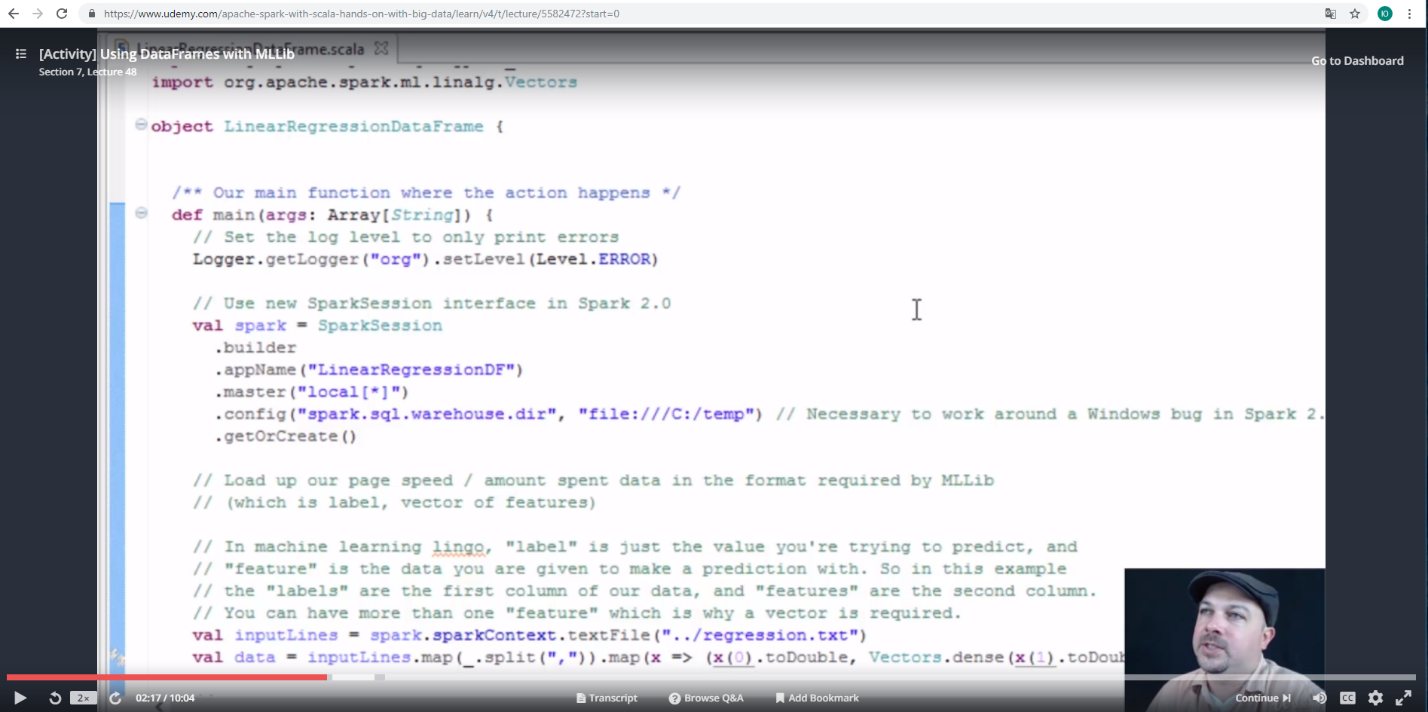 https://www.udemy.com/apache-spark-with-scala-hands-on-with-big-data/learn/v4/t/lecture/5582472?start=0
LinearRegressionDataFrame.scala
[Activity] Using DataFrames with MLLib
Section 7, Lecture 48
Go to Dashboard
import org.apache.spark.ml.linalg.Vectors
object LinearRegressionDataFrame {
/** Our main function where the action happens */
def main(args: Array[String]) {
// Set the log level to only print errors
Logger.getLogger("org").setLevel(Level.ERROR)
// Use new SparkSession interface in Spark 2.0
val spark = SparkSession
.builder
.appName("LinearRegressionDF")
.master("local[*]")
.config("spark.sql.warehouse.dir", "file:///C:/temp") // Necessary to work around a Windows bug in Spark 2.
.getOrCreate()
// Load up our page speed / amount spent data in the format required by MLLib
// (which is label, vector of features)
// In machine learning lingo, "label" is just the value you're trying to predict, and
// "feature" is the data you are given to make a prediction with. So in this example
// the "labels" are the first column of our data, and "features" are the second column.
// You can have more than one "feature" which is why a vector is required.
val inputLines = spark.sparkContext.textFile("../regression.txt")
val data = inputLines.map(_.split(",")).map(x => (x(0).toDouble, Vectors.dense(x(1).toDoub
2×
02:17 / 10:04
Transcript
Browse Q&A
Add Bookmark
Continue
CC